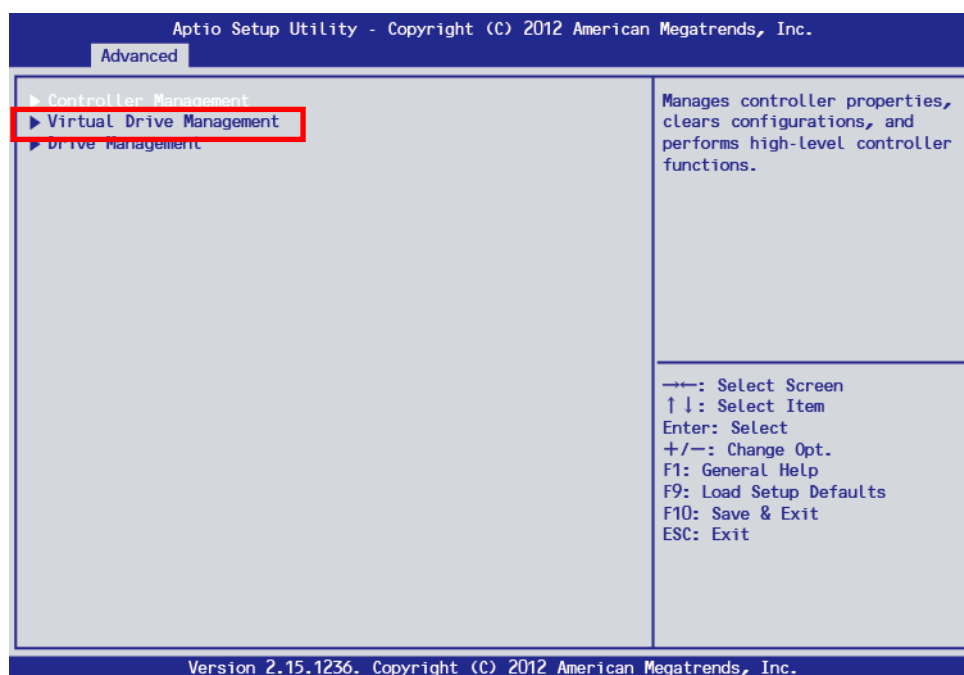 Aptio Setup Utility - Copyright (C) 2012 American Megatrends, Inc.
Advanced
▶ Controller Management
▶ Virtual Drive Management
▶ Drive Management
Manages controller properties,
clears configurations, and
performs high-level controller
functions.
→←: Select Screen
↑↓: Select Item
Enter: Select
+/-: Change Opt.
F1: General Help
F9: Load Setup Defaults
F10: Save & Exit
ESC: Exit
Version 2.15.1236. Copyright (C) 2012 American Megatrends, Inc.